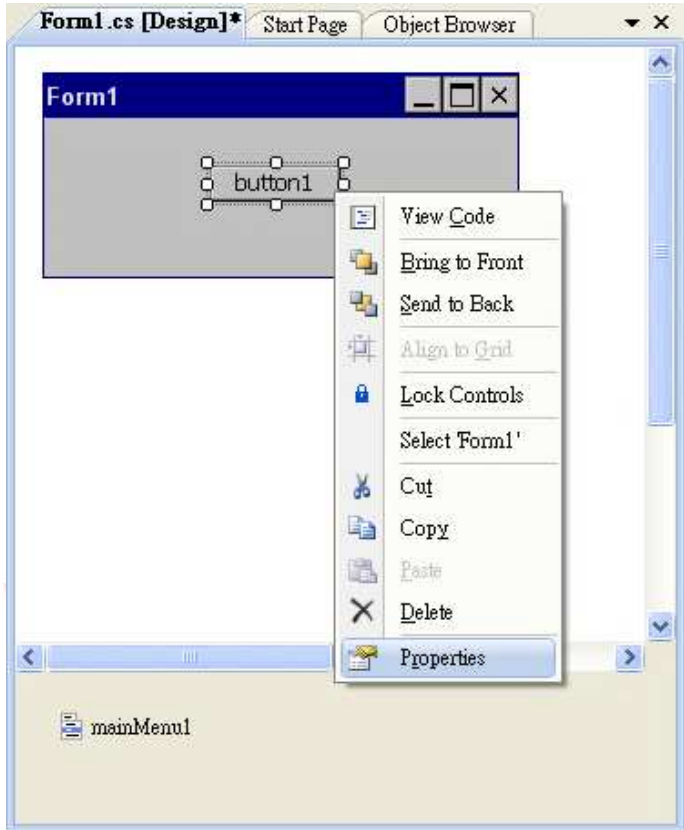 Form1.cs [Design]* Start Page Object Browser
Form1
button1
View Code
Bring to Front
Send to Back
Align to Grid
Lock Controls
Select 'Form1'
Cut
Copy
Paste
Delete
Properties
mainMenu1